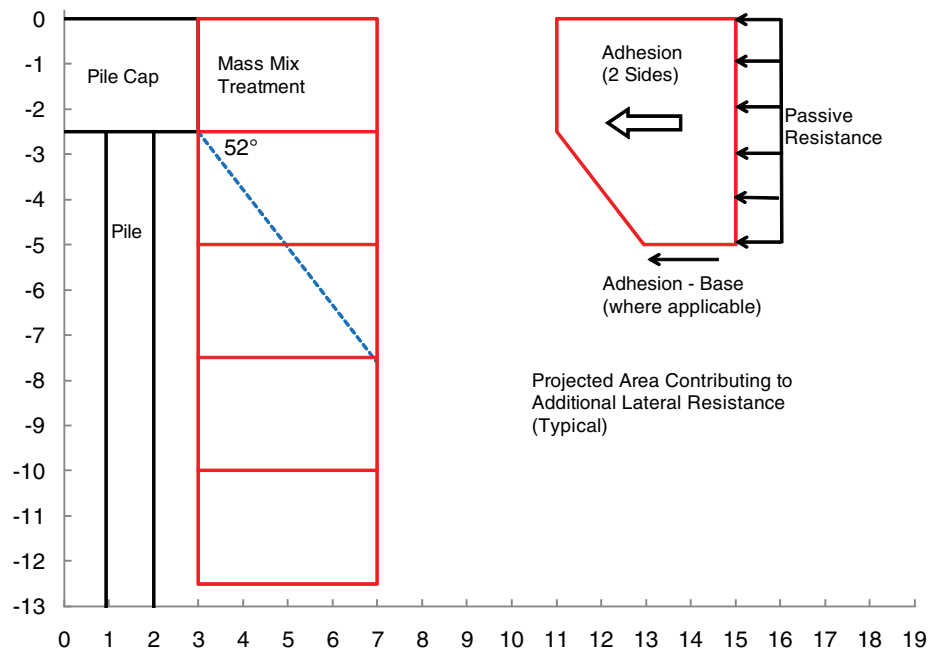 0
-1
-2
-3
-4
-5
-6
-7
-8
-9
-10
-11
-12
-13
Pile Cap
Mass Mix
Treatment
52°
Pile
Adhesion
(2 Sides)
Passive
Resistance
Adhesion - Base
(where applicable)
Projected Area Contributing to
Additional Lateral Resistance
(Typical)
0 1 2 3 4 5 6 7 8 9 10 11 12 13 14 15 16 17 18 19